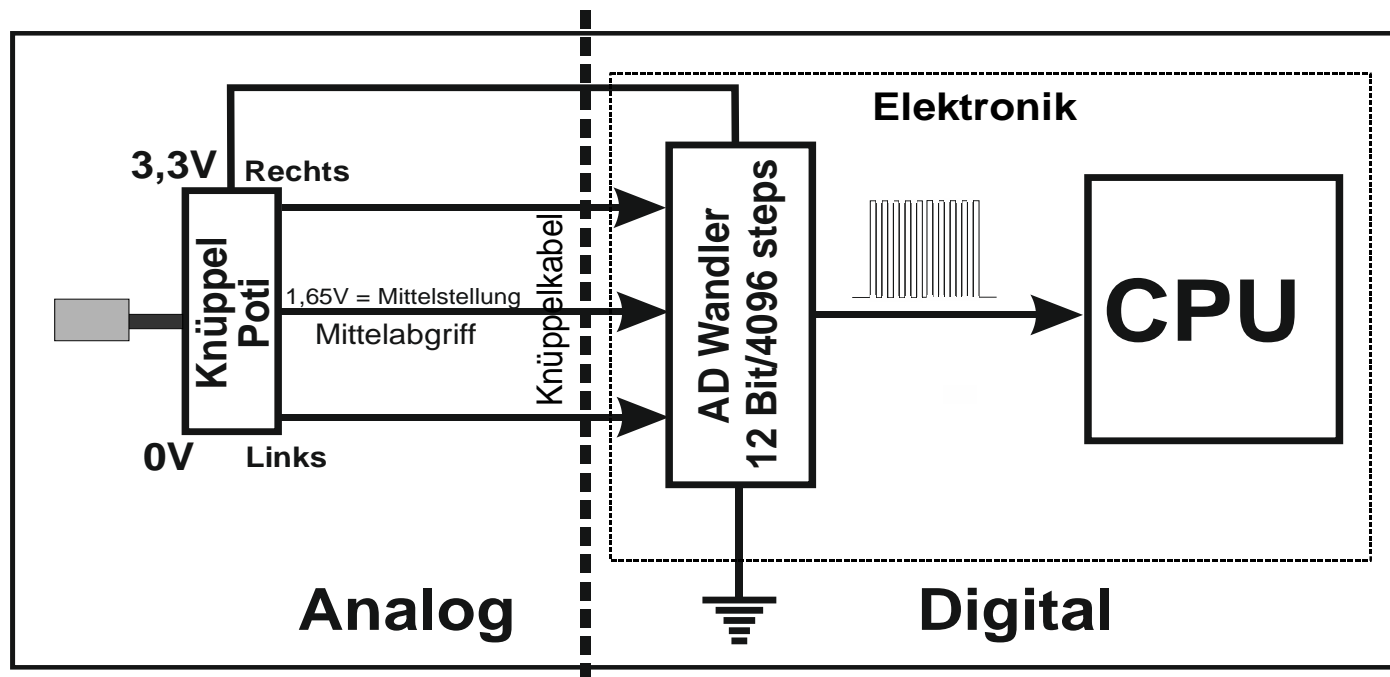 Elektronik
3,3V
Rechts
Knüppel
Poti
1,65V = Mittelstellung
Mittelabgriff
Knüppelkabel
AD Wandler
12 Bit/4096 steps
CPU
0V
Links
Analog
Digital